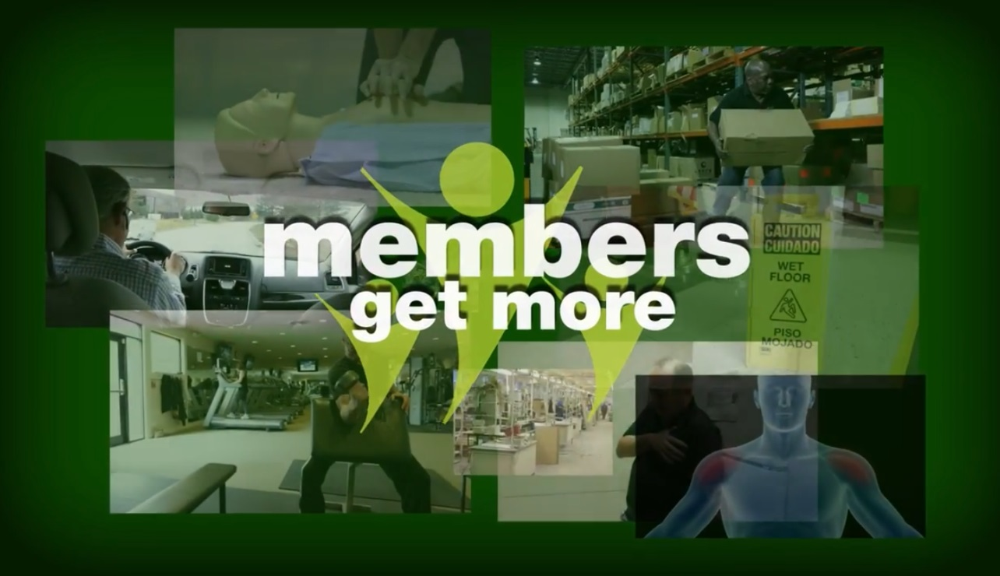 members
get more
CAUTION
CUIDADO
WET
FLOOR
PISO
MOJADO